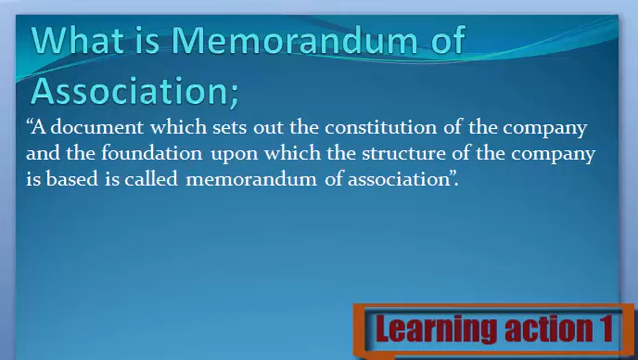 What is Memorandum of
Association;
“A document which sets out the constitution of the company
and the foundation upon which the structure of the company
is based is called memorandum of association”.
Learning action 1